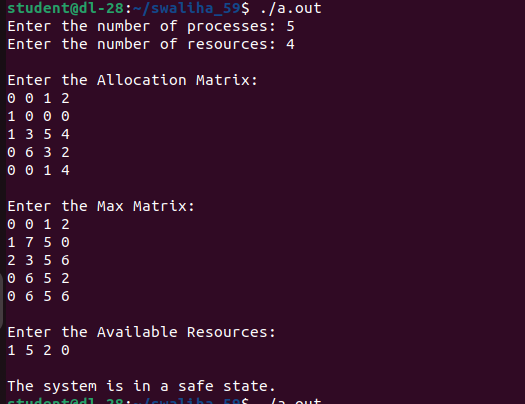 student@dl-28:~/swaliha_59$ ./a.out
Enter the number of processes: 5
Enter the number of resources: 4
Enter the Allocation Matrix:
0 0 1 2
1 0 0 0
1 3 5 4
0 6 3 2
0 0 1 4
Enter the Max Matrix:
0 0 1 2
1 7 5 0
2 3 5 6
0 6 5 2
0 6 5 6
Enter the Available Resources:
1 5 2 0
The system is in a safe state.
student@dl-28:~/swaliha_59$ ./a.out